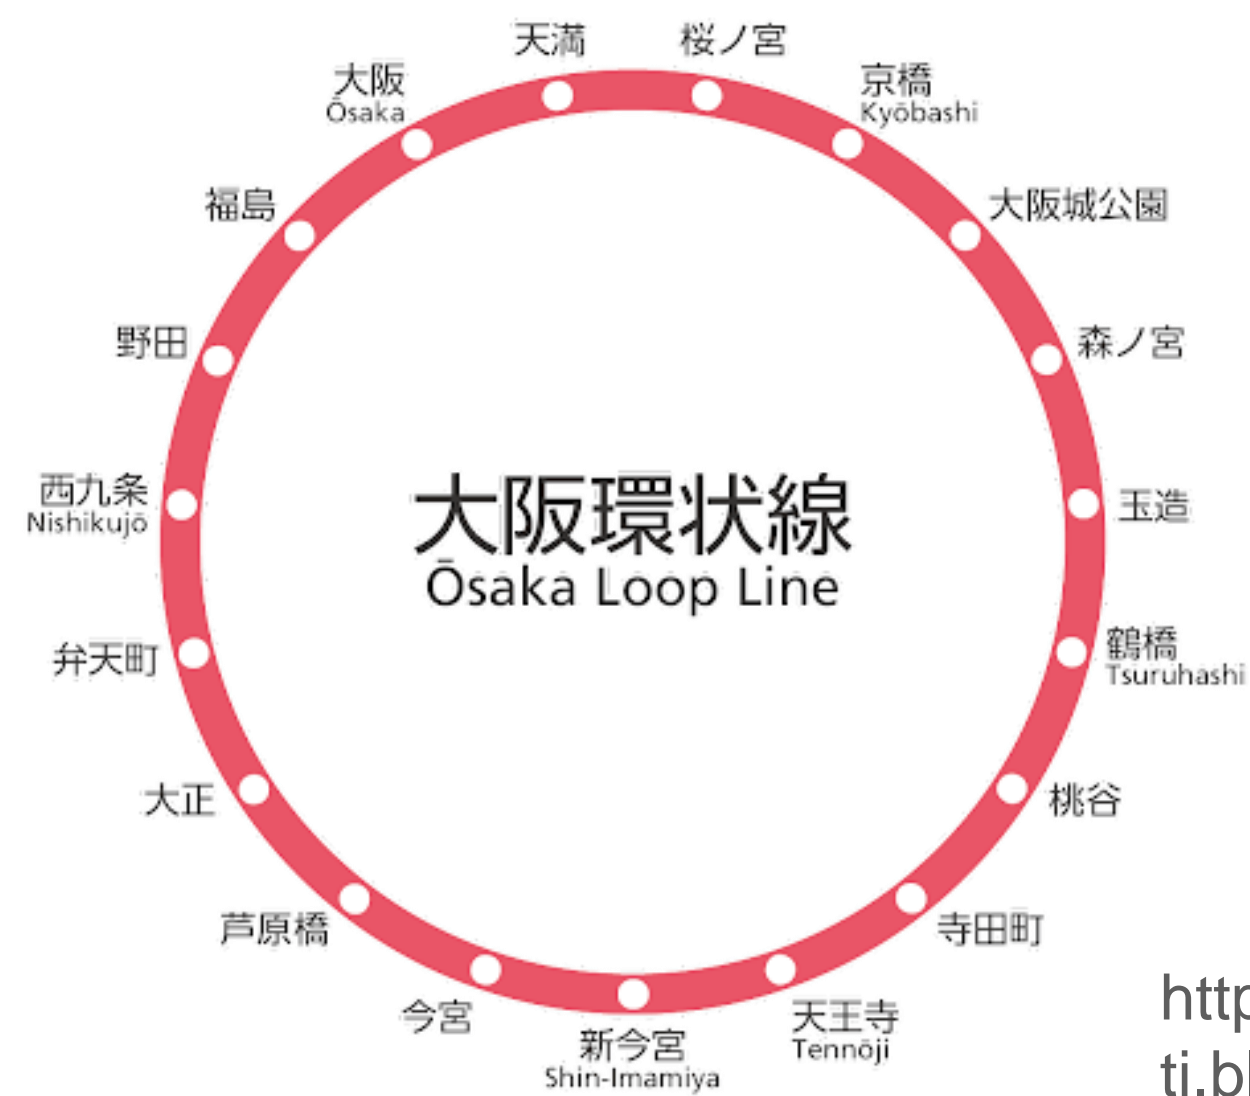 天満
桜ノ宮
大阪
Ōsaka
京橋
Kyōbashi
福島
大阪城公園
野田
森ノ宮
西九条
Nishikujō
大阪環状線
Ōsaka Loop Line
玉造
弁天町
鶴橋
Tsuruhashi
大正
桃谷
芦原橋
寺田町
今宮
新今宮
Shin-Imamiya
天王寺
Tennōji
http
ti.bl